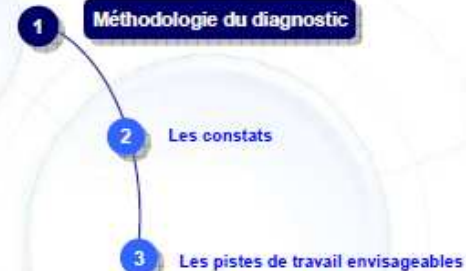 1 Méthodologie du diagnostic
2 Les constats
3 Les pistes de travail envisageables